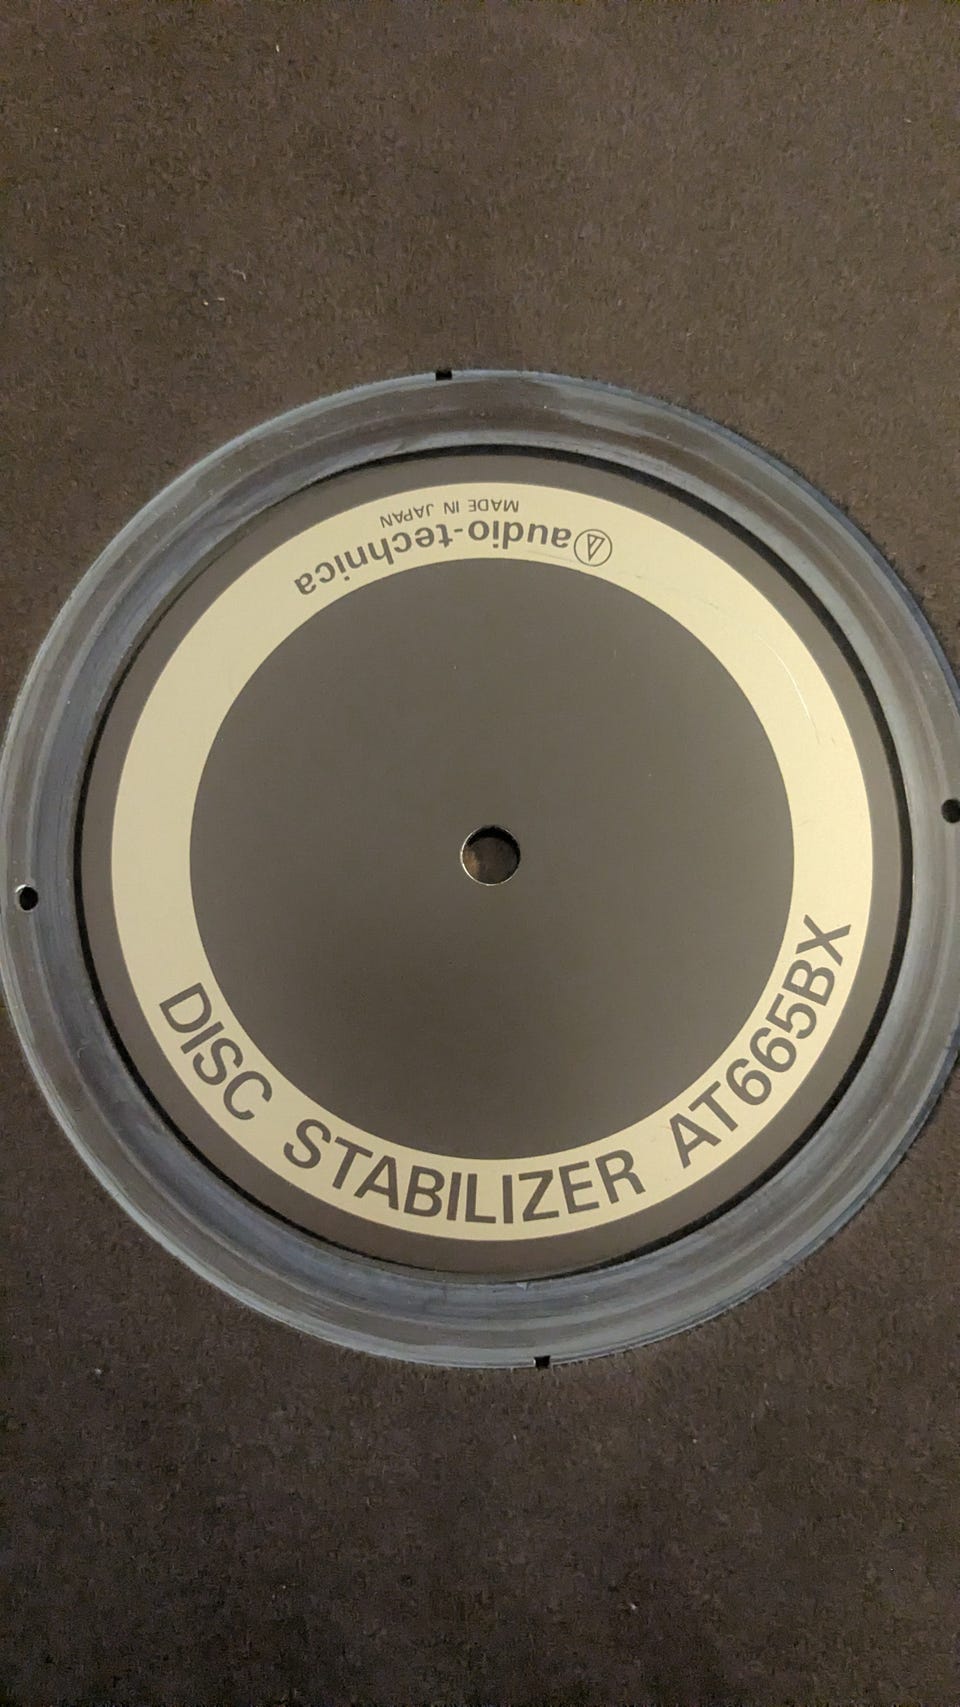 audio-technica
MADE IN JAPAN
DISC STABILIZER AT665BX